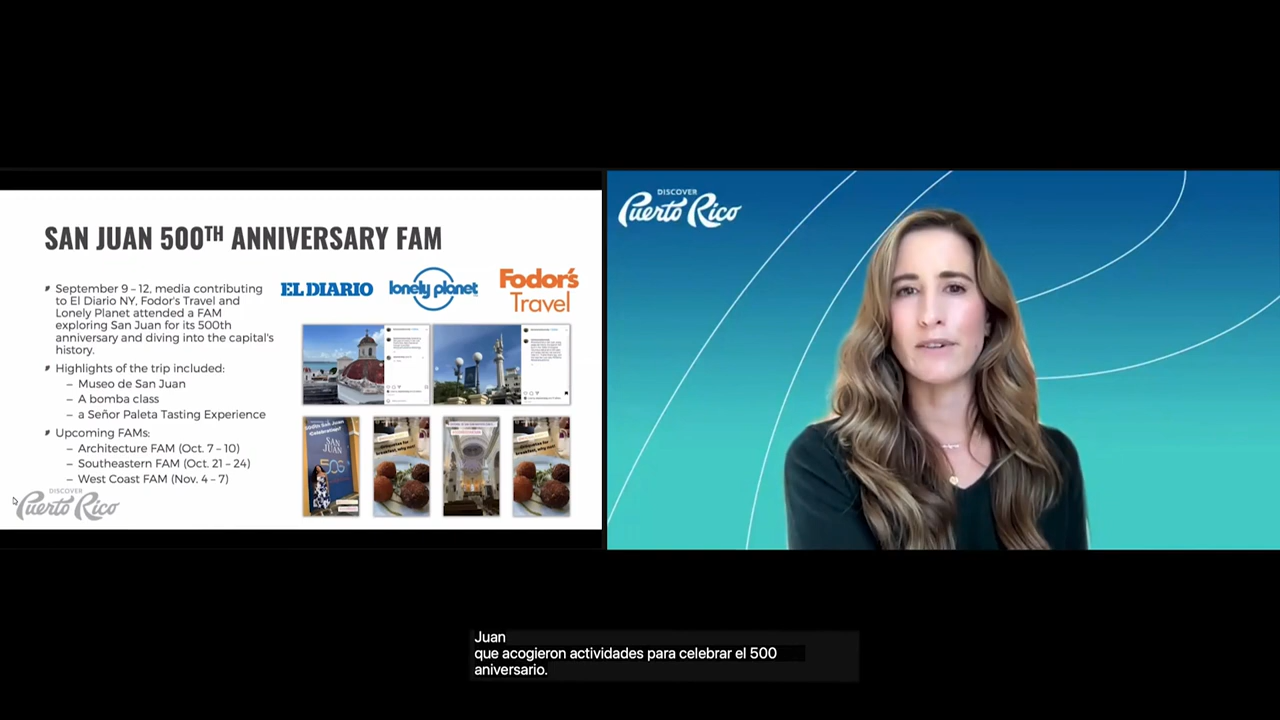 SAN JUAN 500TH ANNIVERSARY FAM
September 9 – 12, media contributing
to El Diario NY, Fodor's Travel and
Lonely Planet attended a FAM
exploring San Juan for its 500th
anniversary and diving into the capital's
history.
Highlights of the trip included:
– Museo de San Juan
– A bomba class
– a Señor Paleta Tasting Experience
Upcoming FAMs:
– Architecture FAM (Oct. 7 – 10)
– Southeastern FAM (Oct. 21 – 24)
– West Coast FAM (Nov. 4 – 7)
DISCOVER
Puerto Rico
EL DIARIO
lonely planet
Fodor's
Travel
SAN
JUAN
500
DISCOVER
Puerto Rico
Juan
que acogieron actividades para celebrar el 500
aniversario.